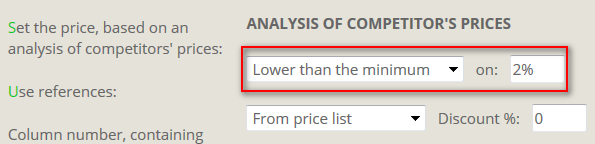 ANALYSIS OF COMPETITOR'S PRICES
Set the price, based on an
analysis of competitors' prices:
Lower than the minimum on: 2%
Use references:
From price list Discount %: 0
Column number, containing